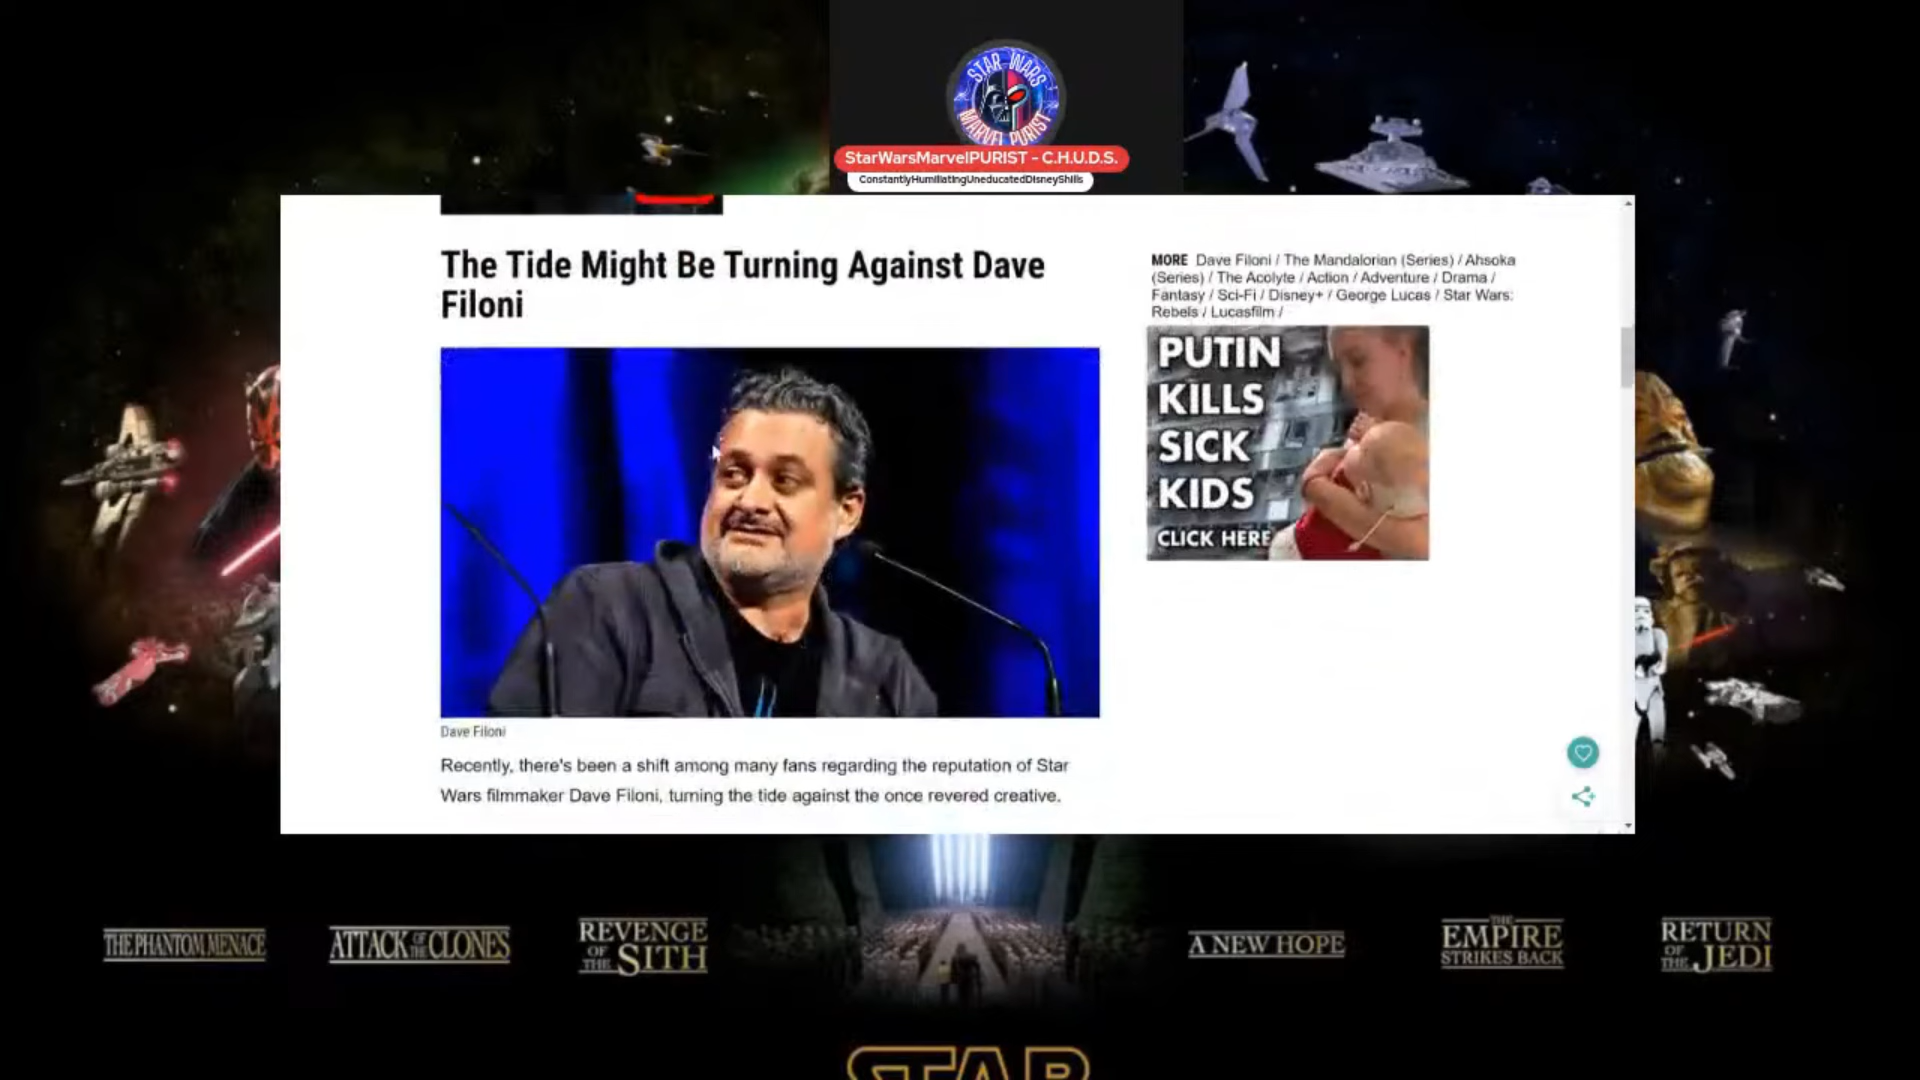 STAR WARS
MARVEL PURIST
StarWarsMarvelPURIST - C.H.U.D.S.
ConstantlyHumiliatingUneducatedDisneyShills
The Tide Might Be Turning Against Dave
Filoni
MORE Dave Filoni / The Mandalorian (Series) / Ahsoka
(Series) / The Acolyte / Action / Adventure / Drama /
Fantasy / Sci-Fi / Disney+ / George Lucas / Star Wars:
Rebels / Lucasfilm /
PUTIN
KILLS
SICK
KIDS
CLICK HERE
Dave Filoni
Recently, there's been a shift among many fans regarding the reputation of Star
Wars filmmaker Dave Filoni, turning the tide against the once revered creative.
THE PHANTOM MENACE
ATTACK OF THE CLONES
REVENGE
OF THE SITH
A NEW HOPE
THE
EMPIRE
STRIKES BACK
RETURN
OF THE JEDI
STAR